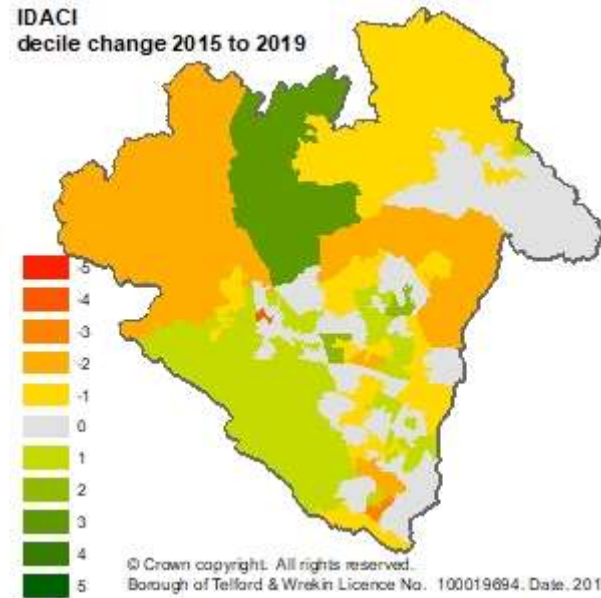 IDACI
decile change 2015 to 2019
-5
-4
-3
-2
-1
0
1
2
3
4
5
© Crown copyright. All rights reserved.
Borough of Telford & Wrekin Licence No. 100019694. Date. 201